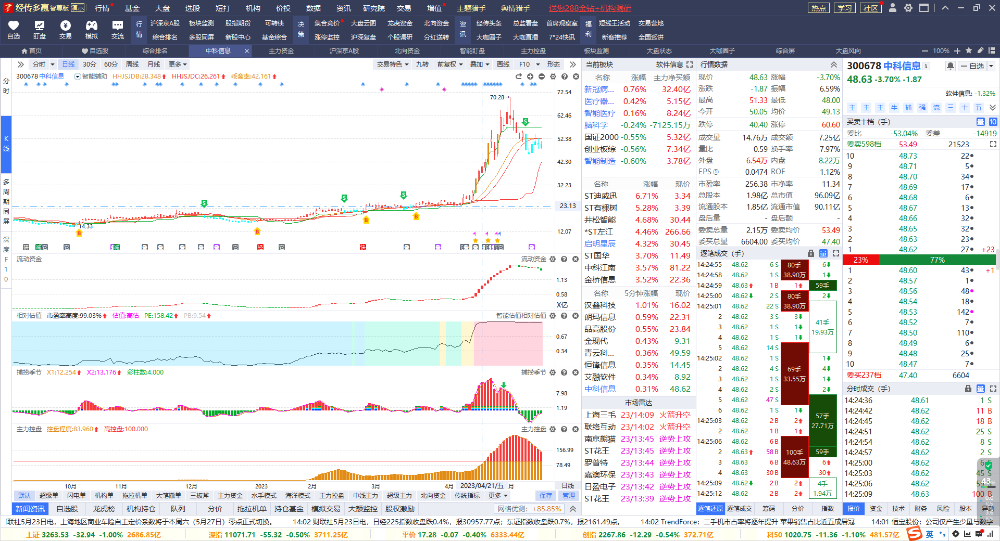 经传多赢 智尊版 演示 行情 基金 大盘 选股 短打 机构 价投 数据 资讯 研究院 交易 增值 主题猎手 舆情猎手 送您288金钻+机构调研 热点 学习 社区
自选 盯盘 交易 模拟 交流 行情 沪深京A股 板块监测 股指期货 可转债 决策 集合竞价 大盘云图 龙虎资金 北向资金 资讯 经传头条 总监看盘 首席观察室 福利 短线王活动 交易营地
综合排名 多股同屏 新股中心 基金综合 涨停监控 沪深复盘 个股调研 分红送转 大咖圈子 大咖直播 7*24快讯 新客推荐 全国巡讲
首页 自选股 综合排名 中科信息 主力资金 沪深京A股 北向资金 智能盯盘 主力控盘 板块监测 大盘状态 大咖圈子 综合屏 大盘风向 100%
分时 K线 多周期同屏 深度F10
分时 日线 30分 60分 周线 月线 更多 交易特色 九转 前复权 叠加 画线 F10 形态
300678 中科信息 智能辅助 HHJSJDB:28.348 HHJSJDC:26.261 乖离率:42.161
72.54
70.28
62.46
52.38
42.30
32.23
23.13
14.33
12.07
流动资金 流动资金
1.13
0.58
X亿
相对估值 市盈率高度:99.03% 估值:高估 PE:158.42 PB:9.54 智能估值相对估值
0.67
0.34
捕捞季节 X1:12.254 X2:13.176 彩柱数:4.000 捕捞季节
7.98
1.19
主力控盘 控盘程度:83.960 高控盘:100.000 主力控盘
156.99
78.49
10月 11月 12月 2023 2月 3月 4月 2023/04/21/五 月 日线
默认 超级单 闪电单 机构单 拖拉机单 大笔撤单 三板斧 主力资金 水手模式 海洋模式 主力控盘 中线主力 超级主力 北向资金 传统指标 更多 保存 管理
新闻资讯 自选股 龙虎榜 机构持仓 队列 分价 拖拉机单 持仓基金 模拟交易 大额监控 股权激励 网格优测: +85.85%
当前板块 软件信息
名称 涨幅 主力净买额
新冠病... 0.76% 32.40亿
医疗器... 0.42% 5.15亿
智能医疗 0.16% 8.24亿
脑科学 -0.24% -7125.15万
国证2000 -0.55% 5.32亿
创业板综 -0.56% 7.34亿
智能制造 -0.60% 3.78亿
名称 涨幅 现价
ST迪威迅 6.71% 3.34
ST有棵树 5.28% 3.39
井松智能 4.68% 30.44
*ST左江 4.46% 266.66
启明星辰 4.32% 30.45
ST国华 3.70% 11.49
中科江南 3.57% 81.22
金桥信息 3.52% 22.36
名称 5分钟涨幅 现价
汉鑫科技 1.01% 16.02
朗玛信息 0.59% 22.31
品高股份 0.55% 23.84
金现代 0.43% 9.31
青云科... 0.36% 49.59
恒锋信息 0.35% 14.45
艾融软件 0.34% 8.92
中科信息 0.31% 48.62
市场雷达
上海三毛 23/14:09 火箭升空
联络互动 23/14:02 火箭升空
南京熊猫 23/13:45 逆势上攻
ST花王 23/13:45 逆势上攻
罗普特 23/13:44 逆势上攻
嘉澳环保 23/13:43 逆势上攻
日盈电子 23/13:42 逆势上攻
ST花王 23/13:39 逆势上攻
行情数据
现价 48.63 涨幅 -3.70%
涨跌 -1.87 振幅 6.59%
最高 51.33 最低 48.00
今开 50.05 均价 49.13
跌停 40.40 涨停 60.60
成交量 14.76万 成交额 7.25亿
量比 0.59 换手率 7.97%
外盘 6.54万 内盘 8.22万
EPS① 0.0474 ROE 1.12%
市盈率 256.38 市净率 11.34
总股本 1.98亿 总市值 96.09亿
流通股本 1.85亿 流通市值 90.11亿
盘后量 - 盘后额 -
委卖总量 2.15万 委卖均价 53.49
委买总量 6604.00 委买均价 47.40
逐笔成交 (手) 量
14:24:55 48.62 6 S 80手 6
14:24:58 48.62 1 S 38.90万 1
14:24:59 48.63 1 B 1 59手
14:25:00 48.62 2 S 80手 2
14:25:01 48.62 22 S 38.90万
2 48.62 3 S 3 41手
3 48.62 1 S 1 19.93万
4 48.62 1 S 1
5 48.62 14 S
14:25:02 48.62 1 S 1
2 48.62 4 S 69手 4
3 48.62 1 S 33.55万 1
4 48.62 2 S 2
5 48.62 47 S
6 48.62 1 S 1 57手
14:25:03 48.62 2 B 2 27.71万
2 48.62 1 B 1
14:25:06 48.62 6 B
2 48.63 58 B 100手 59手
3 48.63 6 B 48.63万 6
4 48.63 30 B 30
14:25:09 48.62 2 B 2 4手
14:25:12 48.62 2 B 2 1.94万
逐笔还原 逐笔成交 筹码 分价 指数
300678 中科信息 自选
48.63 -3.70% -1.87
软件信息: -1.32%
主 主 主 牛 捕 强 流 三 十 五
买卖十档 (手) 量 10
委比 -53.04% 委差 -14919
委卖598档 53.49 21523
10 48.73 22
9 48.71 5
8 48.70 34
7 48.69 17
6 48.68 6
5 48.67 13
4 48.66 32
3 48.65 32
2 48.63 23
1 48.62 27 +23
23% 77%
1 48.60 43 +1
2 48.57 1
3 48.56 48
4 48.54 18
5 48.53 142
6 48.52 7
7 48.50 110
8 48.49 6
9 48.48 25
10 48.47 7
委买237档 47.40 6604
分时成交 (手) 量
14:24:36 48.61 1 S
14:24:42 48.62 11 B
14:24:45 48.62 18 B
14:24:51 48.62 25 S
14:24:54 48.62 8 S
14:24:57 48.62 2 S
14:25:00 48.62 6 S
14:25:03 48.62 45 S
14:25:06 48.62
14:25:09 48.63 100 B
报价 资金 技术 财务 风险 股本 异动
联社5月23日电，上海地区商业车险自主定价系数将于本周六（5月27日）零点正式切换。 14:02 财联社5月23日电，日经225指数收盘跌0.4%，报30957.77点；东证指数收盘跌0.7%，报2161.49点。 14:02 TrendForce：二手机市占率将逐年提升 苹果销售占比近五成居冠 14:01 恒宝股份：公司仅产生少量与数字
上证 3263.53 -32.94 -1.00% 2686.85亿 深指 11071.71 -55.32 -0.50% 3711.25亿 平价 17.28 -0.07 -0.40% 6333.44亿 创指 2267.86 -12.29 -0.54% 372.71亿 科50 1020.75 -11.36 -1.10% 481.57亿 英